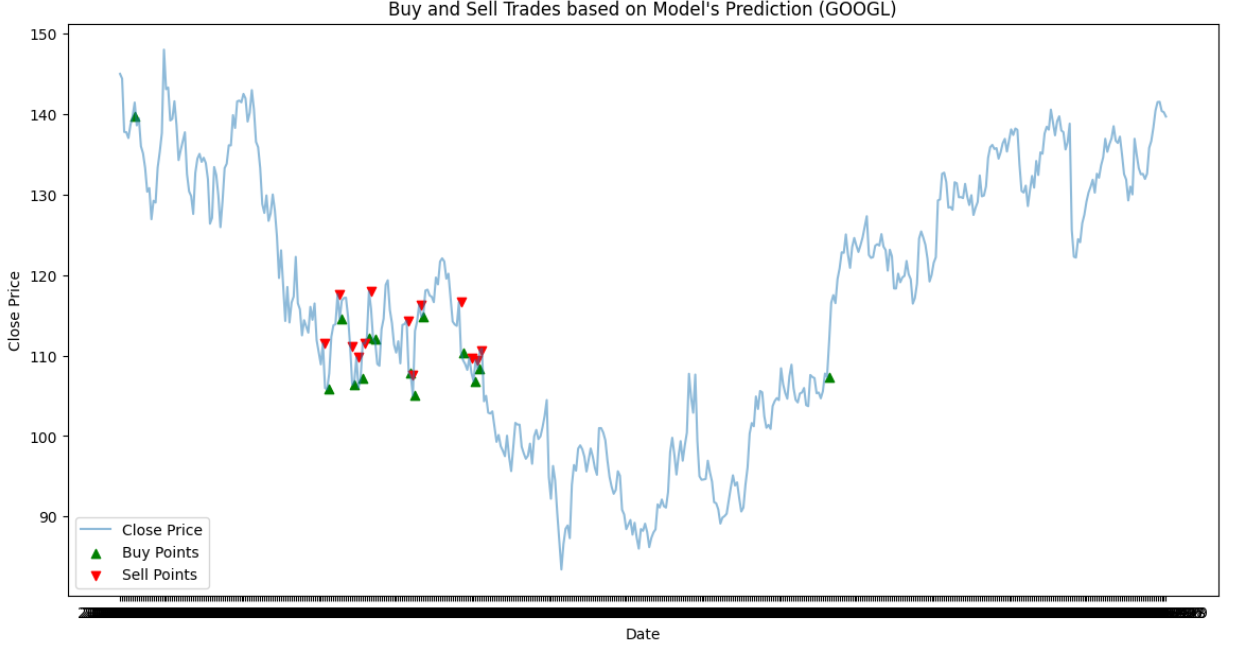 Buy and Sell Trades based on Model's Prediction (GOOGL)
150
140
130
120
110
100
90
Close Price
Close Price
Buy Points
Sell Points
Date